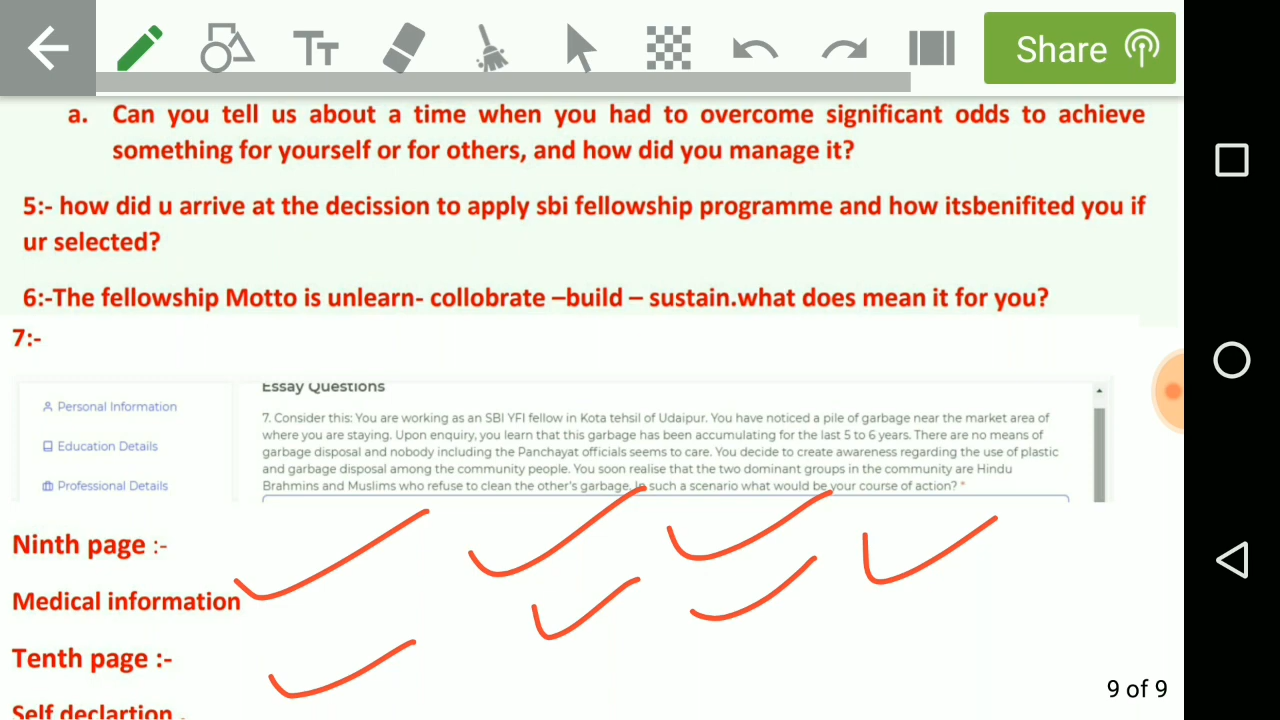 Share
a. Can you tell us about a time when you had to overcome significant odds to achieve
something for yourself or for others, and how did you manage it?
5:- how did u arrive at the decission to apply sbi fellowship programme and how itsbenifited you if
ur selected?
6:-The fellowship Motto is unlearn- collobrate –build – sustain.what does mean it for you?
7:-
Essay Questions
Personal Information
Education Details
Professional Details
7. Consider this: You are working as an SBI YFI fellow in Kota tehsil of Udaipur. You have noticed a pile of garbage near the market area of
where you are staying. Upon enquiry, you learn that this garbage has been accumulating for the last 5 to 6 years. There are no means of
garbage disposal and nobody including the Panchayat officials seems to care. You decide to create awareness regarding the use of plastic
and garbage disposal among the community people. You soon realise that the two dominant groups in the community are Hindu
Brahmins and Muslims who refuse to clean the other's garbage. In such a scenario what would be your course of action? *
Ninth page :-
Medical information
Tenth page :-
Self declartion .
9 of 9